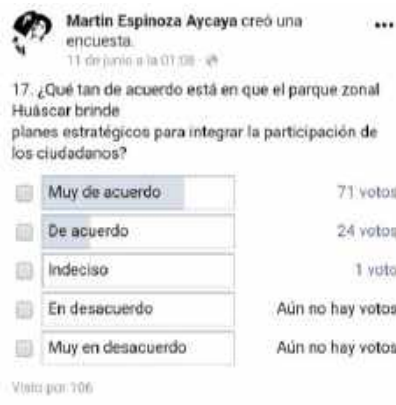 Martin Espinoza Aycaya creó una
encuesta.
11 de junio a la 01:08
17. ¿Qué tan de acuerdo está en que el parque zonal
Huáscar brinde
planes estratégicos para integrar la participación de
los ciudadanos?
Muy de acuerdo 71 votos
De acuerdo 24 votos
Indeciso 1 voto
En desacuerdo Aún no hay votos
Muy en desacuerdo Aún no hay votos
Visto por 106